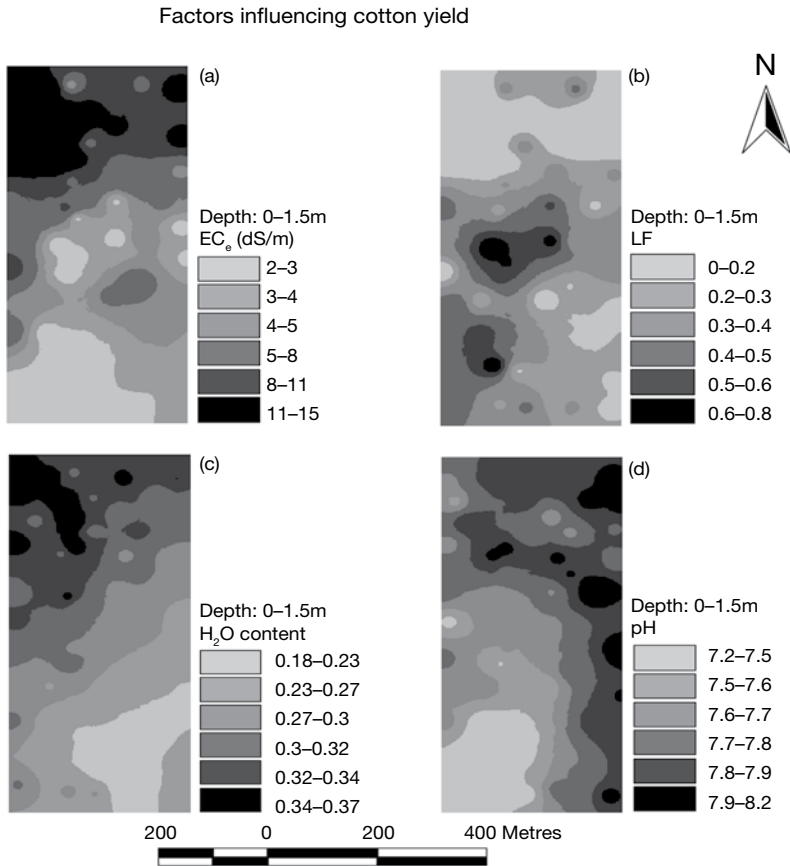 Factors influencing cotton yield
(a)
Depth: 0–1.5m
ECe (dS/m)
2–3
3–4
4–5
5–8
8–11
11–15
(b)
N
Depth: 0–1.5m
LF
0–0.2
0.2–0.3
0.3–0.4
0.4–0.5
0.5–0.6
0.6–0.8
(c)
Depth: 0–1.5m
H₂O content
0.18–0.23
0.23–0.27
0.27–0.3
0.3–0.32
0.32–0.34
0.34–0.37
(d)
Depth: 0–1.5m
pH
7.2–7.5
7.5–7.6
7.6–7.7
7.7–7.8
7.8–7.9
7.9–8.2
200 0 200 400 Metres